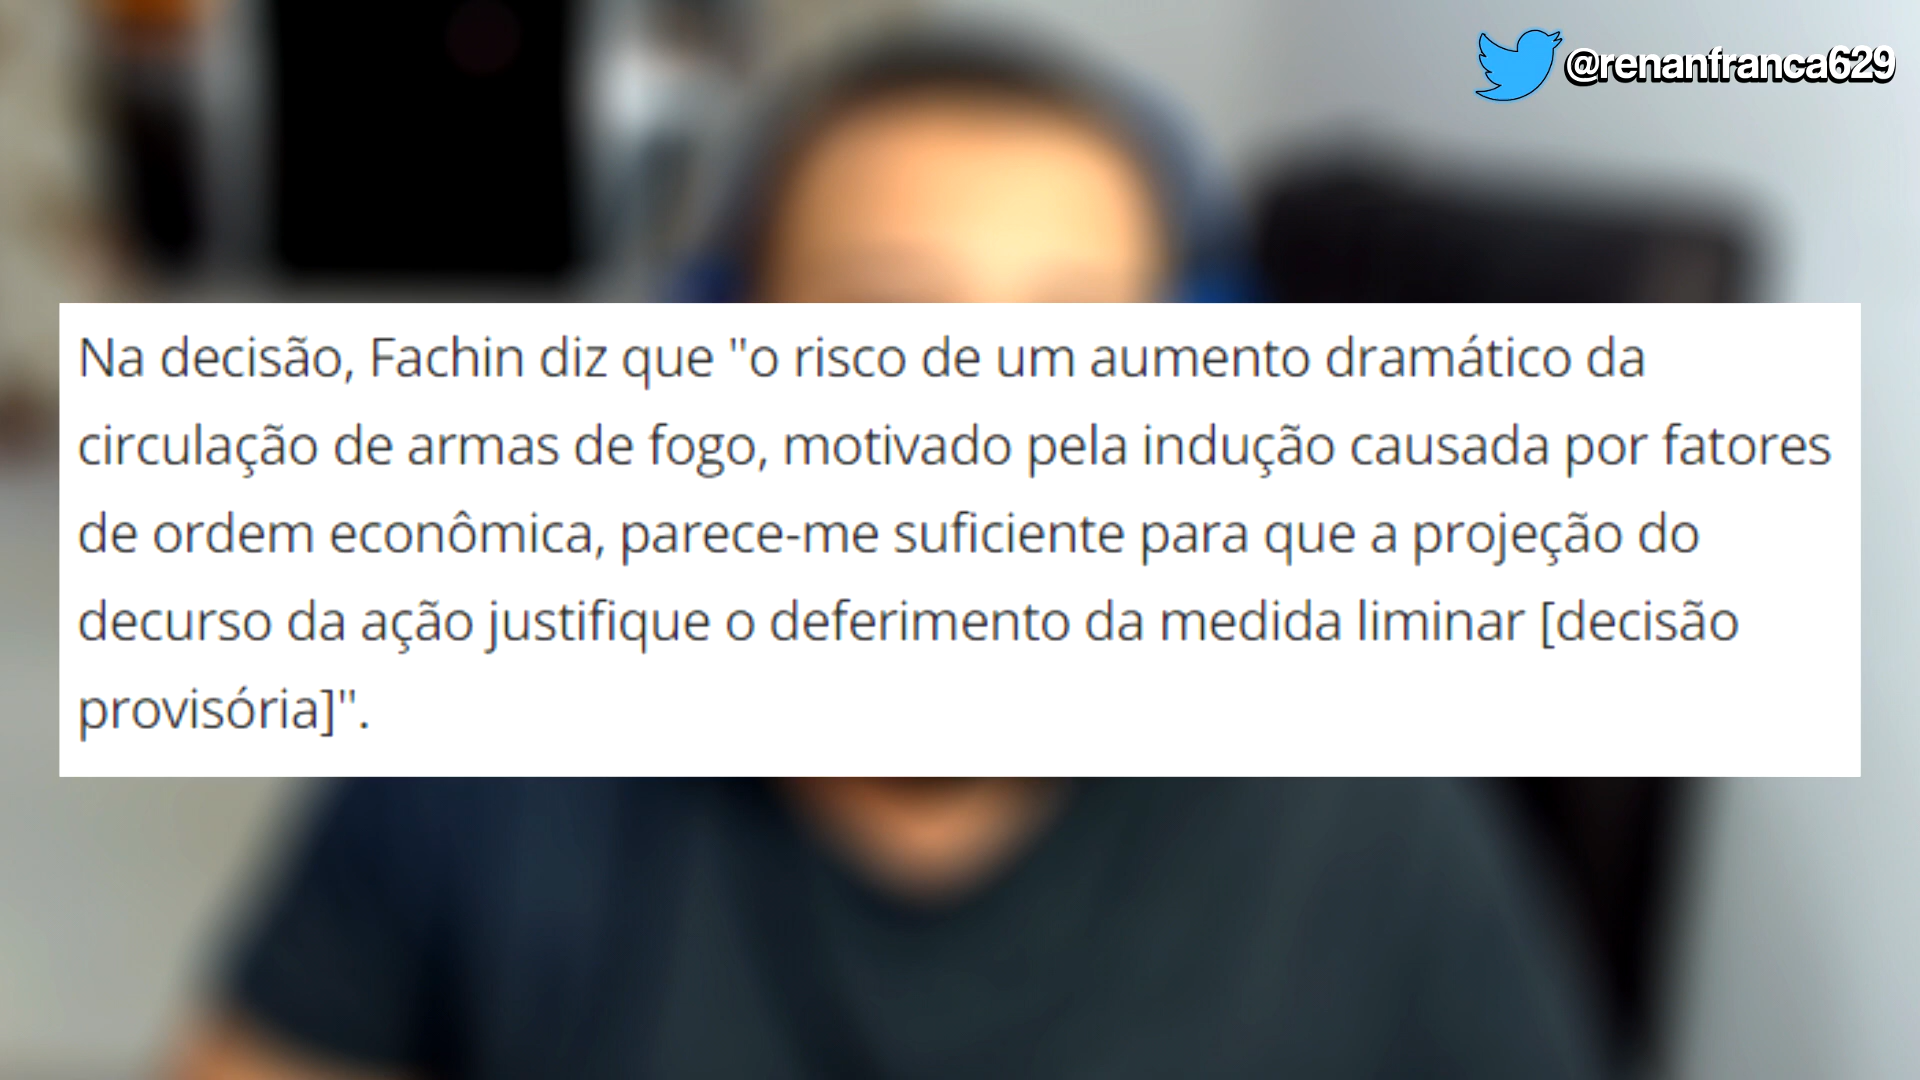 @renanfranca629
Na decisão, Fachin diz que "o risco de um aumento dramático da
circulação de armas de fogo, motivado pela indução causada por fatores
de ordem econômica, parece-me suficiente para que a projeção do
decurso da ação justifique o deferimento da medida liminar [decisão
provisória]".